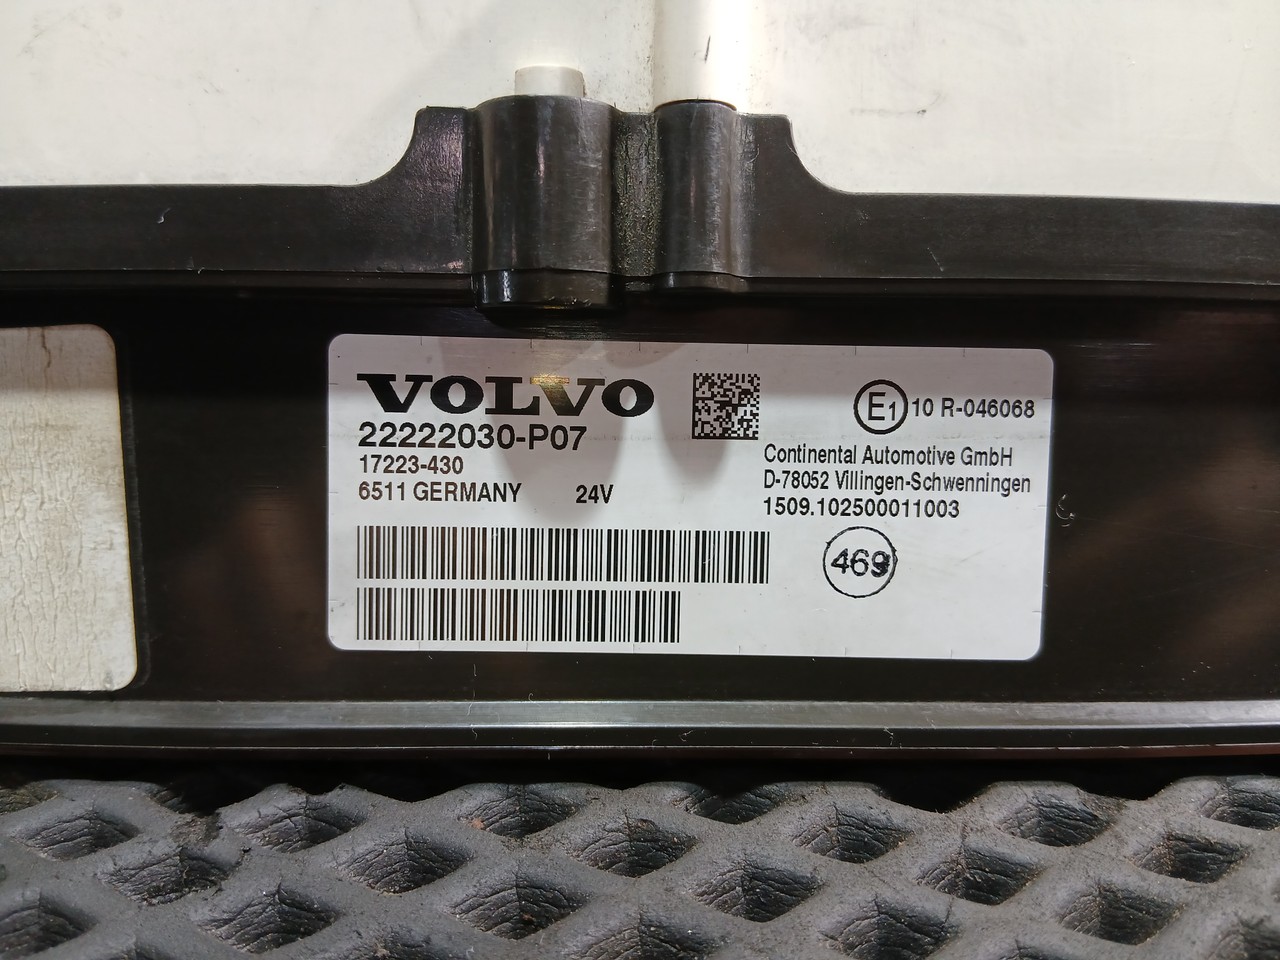 VOLVO
22222030-P07
17223-430
6511 GERMANY 24V
E1 10 R-046068
Continental Automotive GmbH
D-78052 Villingen-Schwenningen
1509.102500011003
469